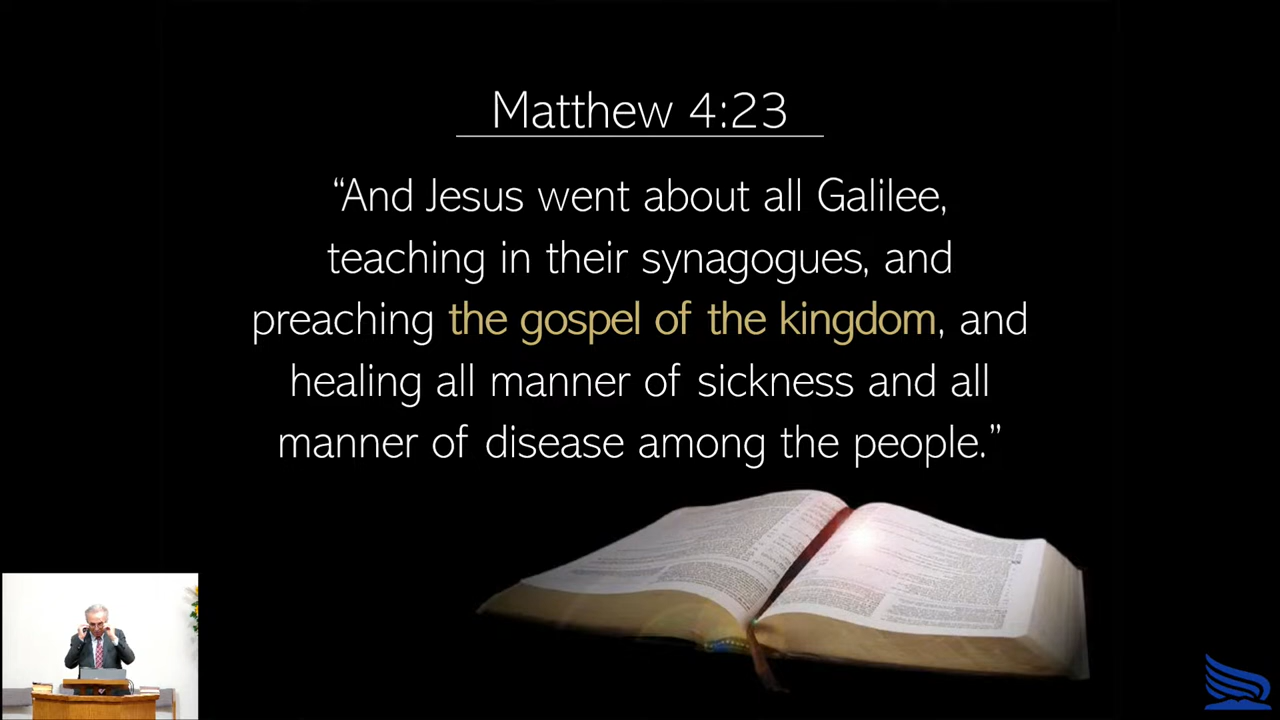 Matthew 4:23
“And Jesus went about all Galilee,
teaching in their synagogues, and
preaching the gospel of the kingdom, and
healing all manner of sickness and all
manner of disease among the people.”